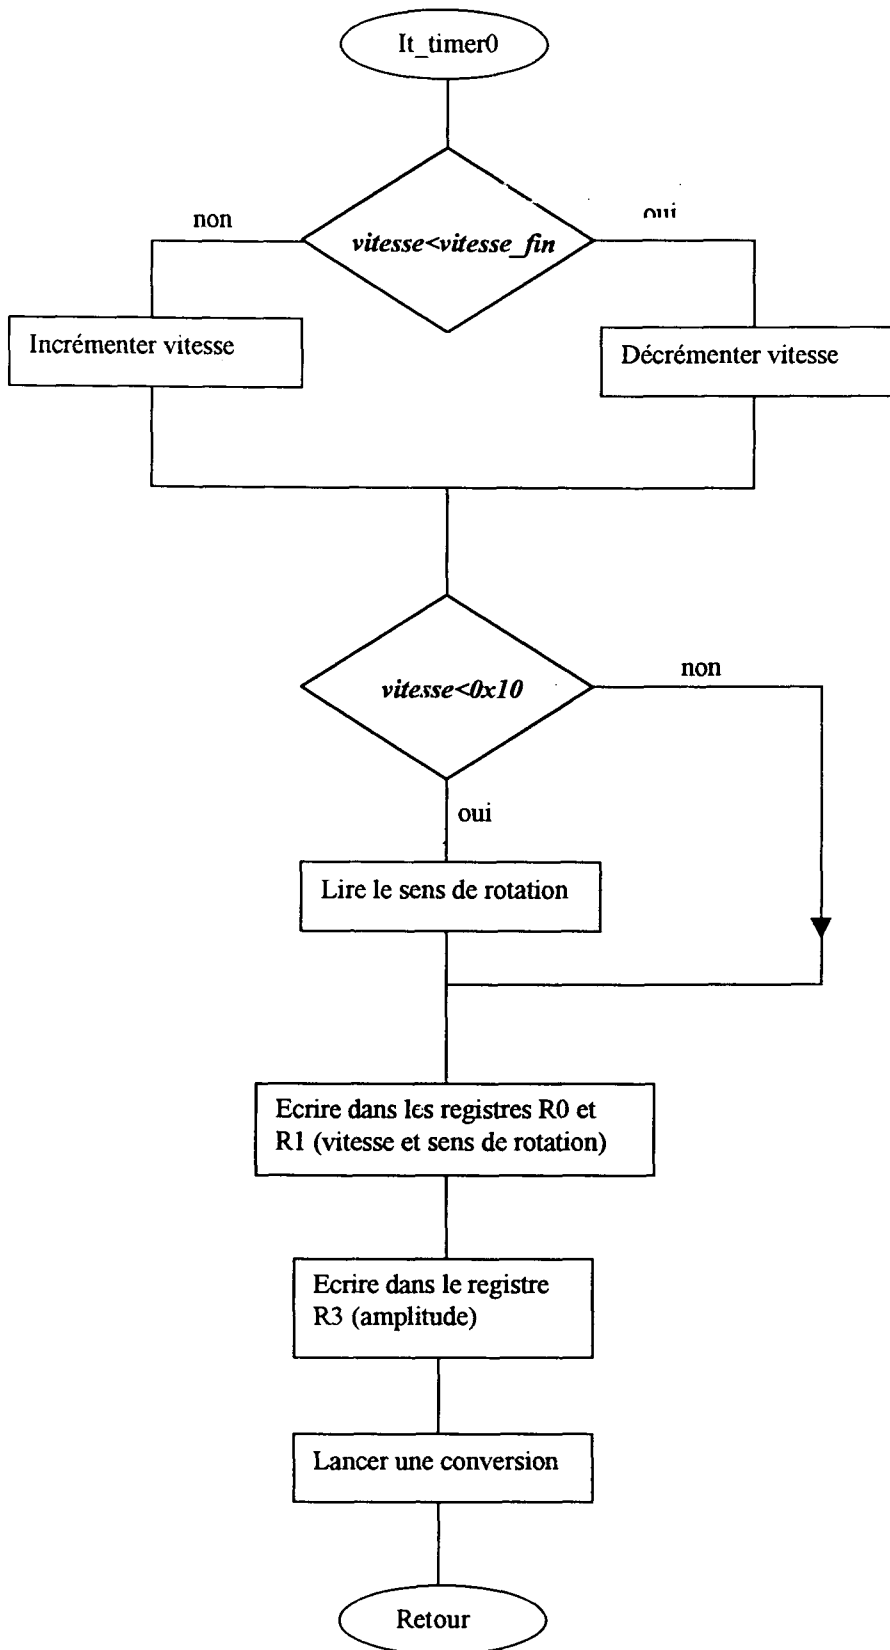 It_timer0
non
oui
vitesse<vitesse_fin
Incrémenter vitesse
Décrémenter vitesse
vitesse<0x10
non
oui
Lire le sens de rotation
Ecrire dans les registres R0 et
R1 (vitesse et sens de rotation)
Ecrire dans le registre
R3 (amplitude)
Lancer une conversion
Retour